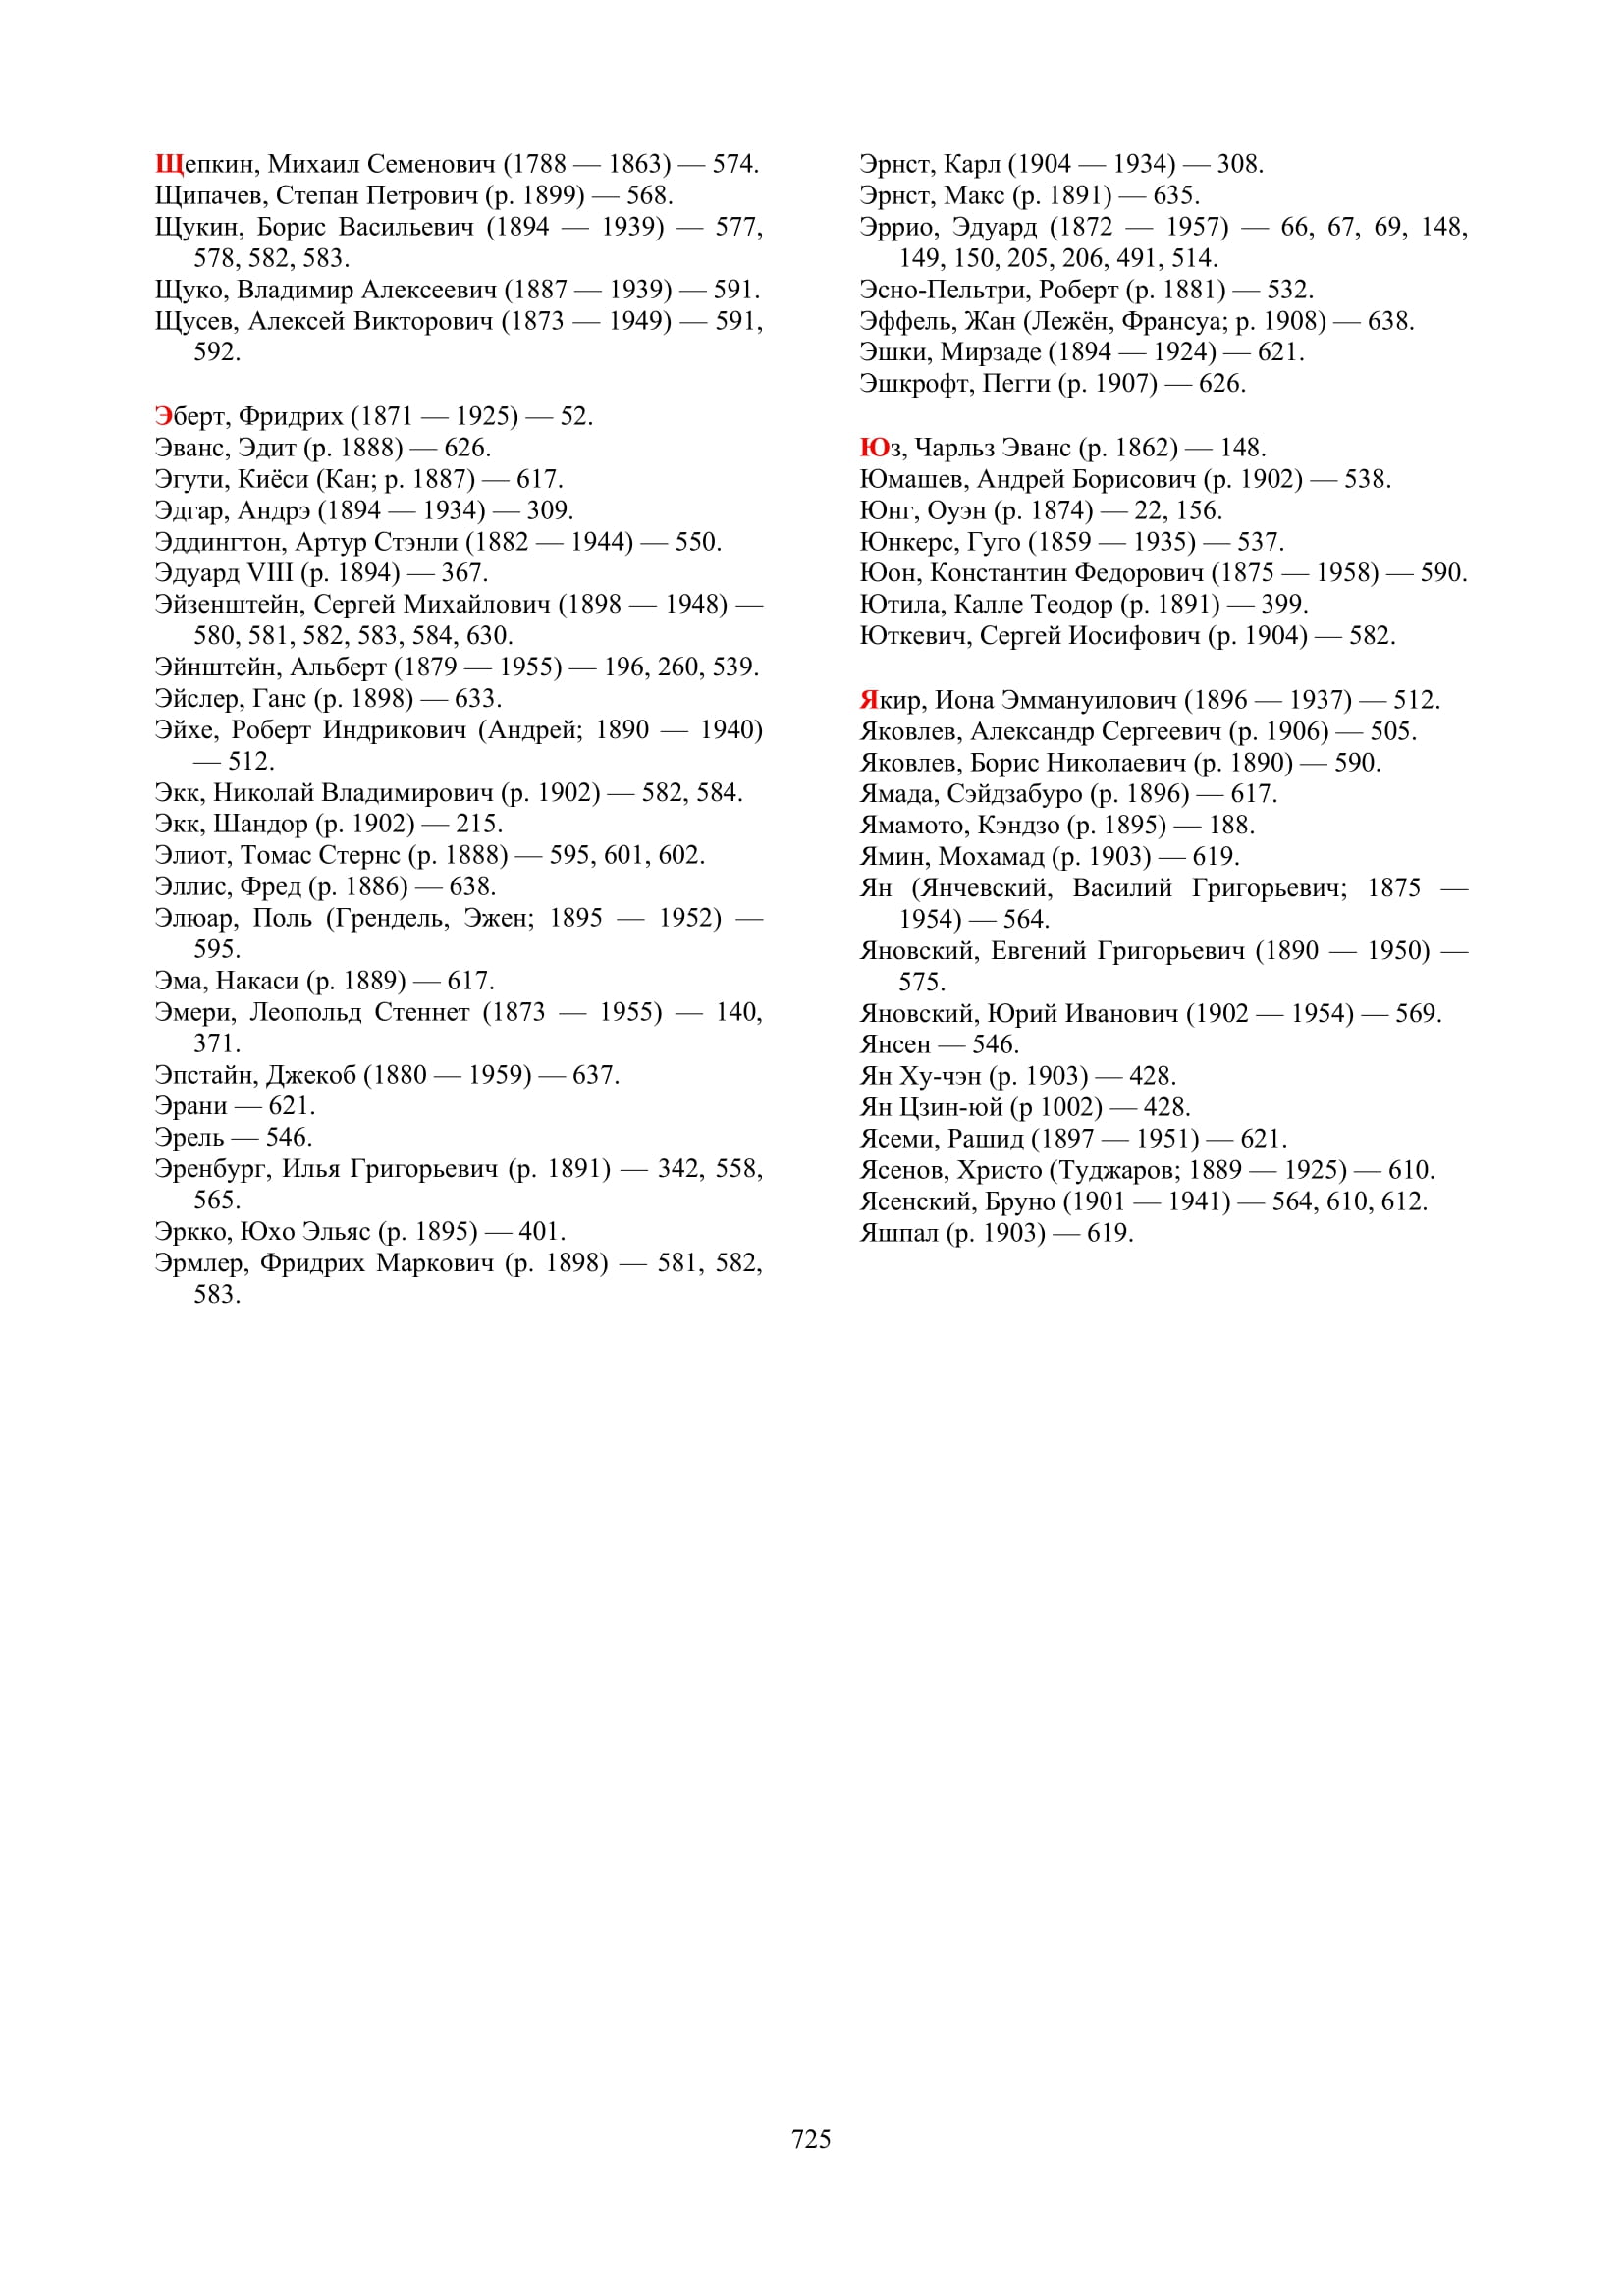 Щепкин, Михаил Семенович (1788 — 1863) — 574.
Щипачев, Степан Петрович (р. 1899) — 568.
Щукин, Борис Васильевич (1894 — 1939) — 577,
578, 582, 583.
Щуко, Владимир Алексеевич (1887 — 1939) — 591.
Щусев, Алексей Викторович (1873 — 1949) — 591,
592.
Эберт, Фридрих (1871 — 1925) — 52.
Эванс, Эдит (р. 1888) — 626.
Эгути, Киёси (Кан; р. 1887) — 617.
Эдгар, Андрэ (1894 — 1934) — 309.
Эддингтон, Артур Стэнли (1882 — 1944) — 550.
Эдуард VIII (р. 1894) — 367.
Эйзенштейн, Сергей Михайлович (1898 — 1948) —
580, 581, 582, 583, 584, 630.
Эйнштейн, Альберт (1879 — 1955) — 196, 260, 539.
Эйслер, Ганс (р. 1898) — 633.
Эйхе, Роберт Индрикович (Андрей; 1890 — 1940)
— 512.
Экк, Николай Владимирович (р. 1902) — 582, 584.
Экк, Шандор (р. 1902) — 215.
Элиот, Томас Стернс (р. 1888) — 595, 601, 602.
Эллис, Фред (р. 1886) — 638.
Элюар, Поль (Грендель, Эжен; 1895 — 1952) —
595.
Эма, Накаси (р. 1889) — 617.
Эмери, Леопольд Стеннет (1873 — 1955) — 140,
371.
Эпстайн, Джекоб (1880 — 1959) — 637.
Эрани — 621.
Эрель — 546.
Эренбург, Илья Григорьевич (р. 1891) — 342, 558,
565.
Эркко, Юхо Эльяс (р. 1895) — 401.
Эрмлер, Фридрих Маркович (р. 1898) — 581, 582,
583.
Эрнст, Карл (1904 — 1934) — 308.
Эрнст, Макс (р. 1891) — 635.
Эррио, Эдуард (1872 — 1957) — 66, 67, 69, 148,
149, 150, 205, 206, 491, 514.
Эсно-Пельтри, Роберт (р. 1881) — 532.
Эффель, Жан (Лежён, Франсуа; р. 1908) — 638.
Эшки, Мирзаде (1894 — 1924) — 621.
Эшкрофт, Пегги (р. 1907) — 626.
Юз, Чарльз Эванс (р. 1862) — 148.
Юмашев, Андрей Борисович (р. 1902) — 538.
Юнг, Оуэн (р. 1874) — 22, 156.
Юнкерс, Гуго (1859 — 1935) — 537.
Юон, Константин Федорович (1875 — 1958) — 590.
Ютила, Калле Теодор (р. 1891) — 399.
Юткевич, Сергей Иосифович (р. 1904) — 582.
Якир, Иона Эммануилович (1896 — 1937) — 512.
Яковлев, Александр Сергеевич (р. 1906) — 505.
Яковлев, Борис Николаевич (р. 1890) — 590.
Ямада, Сэйдзабуро (р. 1896) — 617.
Ямамото, Кэндзо (р. 1895) — 188.
Ямин, Мохамад (р. 1903) — 619.
Ян (Янчевский, Василий Григорьевич; 1875 —
1954) — 564.
Яновский, Евгений Григорьевич (1890 — 1950) —
575.
Яновский, Юрий Иванович (1902 — 1954) — 569.
Янсен — 546.
Ян Ху-чэн (р. 1903) — 428.
Ян Цзин-юй (р 1002) — 428.
Ясеми, Рашид (1897 — 1951) — 621.
Ясенов, Христо (Туджаров; 1889 — 1925) — 610.
Ясенский, Бруно (1901 — 1941) — 564, 610, 612.
Яшпал (р. 1903) — 619.
725